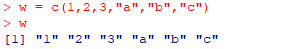 > w = c(1,2,3,"a","b","c")
> w
[1] "1" "2" "3" "a" "b" "c"